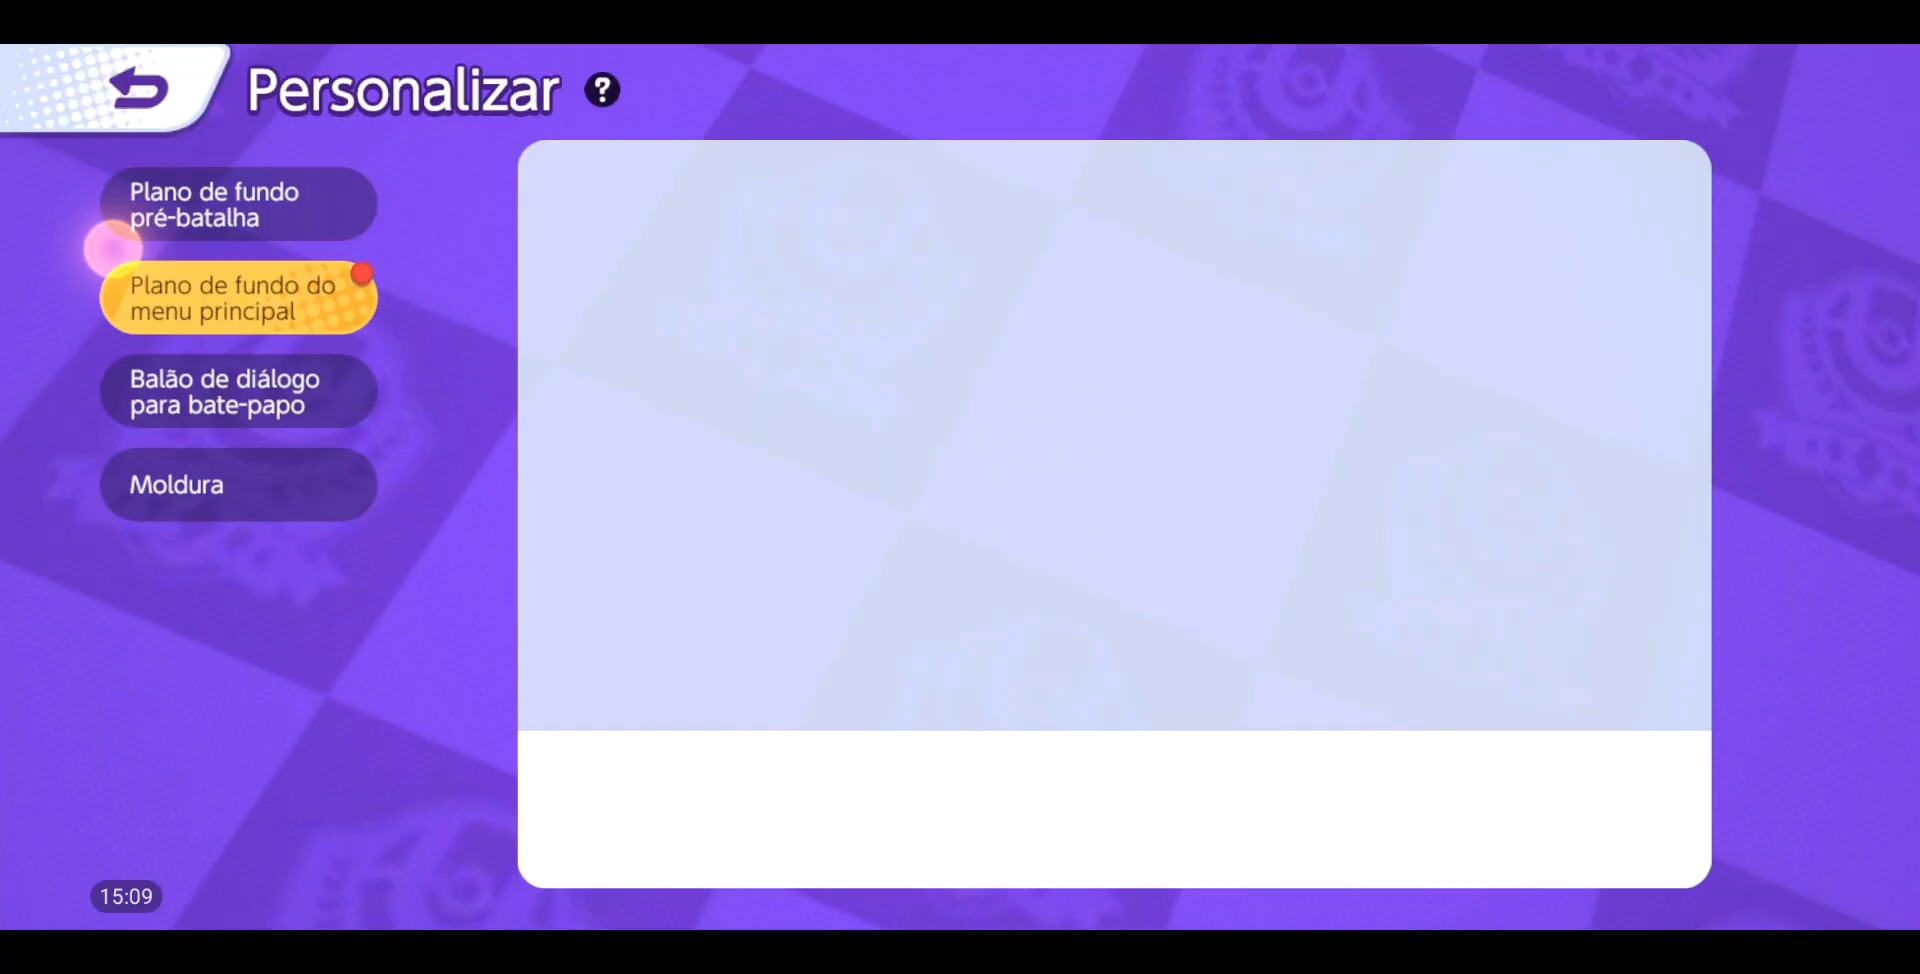 Personalizar ?
Plano de fundo
pré-batalha
Plano de fundo do
menu principal
Balão de diálogo
para bate-papo
Moldura
15:09